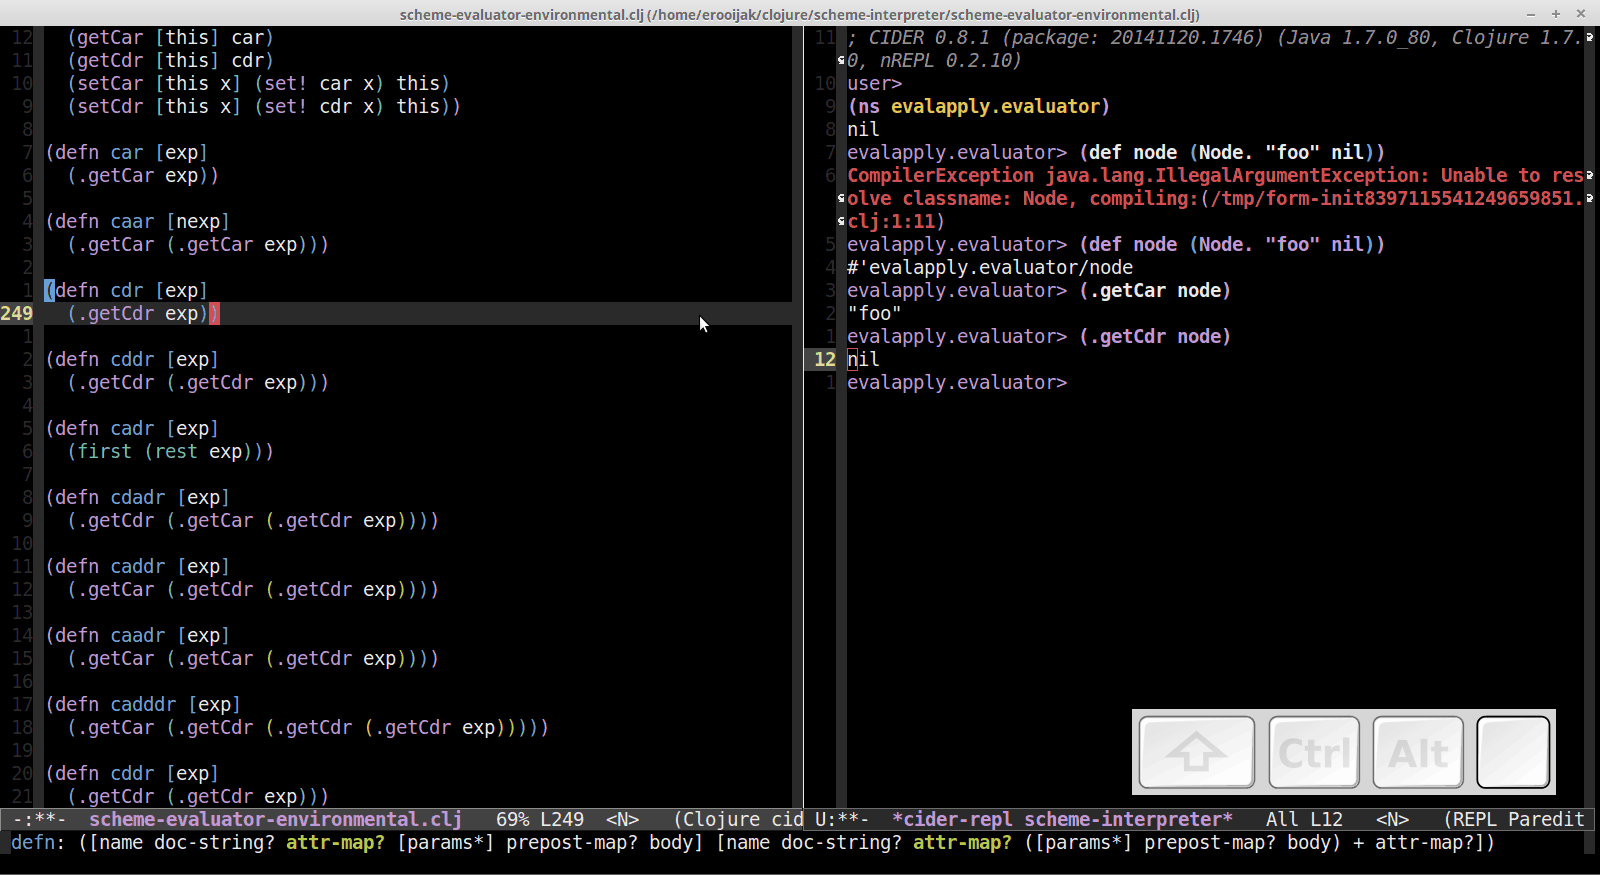 scheme-evaluator-environmental.clj (/home/erooijak/clojure/scheme-interpreter/scheme-evaluator-environmental.clj)
12   (getCar [this] car)
11   (getCdr [this] cdr)
10   (setCar [this x] (set! car x) this)
9   (setCdr [this x] (set! cdr x) this))
8
7 (defn car [exp]
6   (.getCar exp))
5
4 (defn caar [nexp]
3   (.getCar (.getCar exp)))
2
1 (defn cdr [exp]
249   (.getCdr exp))
1
2 (defn cddr [exp]
3   (.getCdr (.getCdr exp)))
4
5 (defn cadr [exp]
6   (first (rest exp)))
7
8 (defn cdadr [exp]
9   (.getCdr (.getCar (.getCdr exp))))
10
11 (defn caddr [exp]
12   (.getCar (.getCdr (.getCdr exp))))
13
14 (defn caadr [exp]
15   (.getCar (.getCar (.getCdr exp))))
16
17 (defn cadddr [exp]
18   (.getCar (.getCdr (.getCdr (.getCdr exp)))))
19
20 (defn cddr [exp]
21   (.getCdr (.getCdr exp)))
-:**-  scheme-evaluator-environmental.clj   69% L249  <N>   (Clojure cid
11 ; CIDER 0.8.1 (package: 20141120.1746) (Java 1.7.0_80, Clojure 1.7.
0, nREPL 0.2.10)
10 user>
9 (ns evalapply.evaluator)
8 nil
7 evalapply.evaluator> (def node (Node. "foo" nil))
6 CompilerException java.lang.IllegalArgumentException: Unable to res
olve classname: Node, compiling:(/tmp/form-init8397115541249659851.
clj:1:11)
5 evalapply.evaluator> (def node (Node. "foo" nil))
4 #'evalapply.evaluator/node
3 evalapply.evaluator> (.getCar node)
2 "foo"
1 evalapply.evaluator> (.getCdr node)
12 nil
1 evalapply.evaluator>
Ctrl Alt
U:**-  *cider-repl scheme-interpreter*   All L12   <N>   (REPL Paredit
defn: ([name doc-string? attr-map? [params*] prepost-map? body] [name doc-string? attr-map? ([params*] prepost-map? body) + attr-map?])